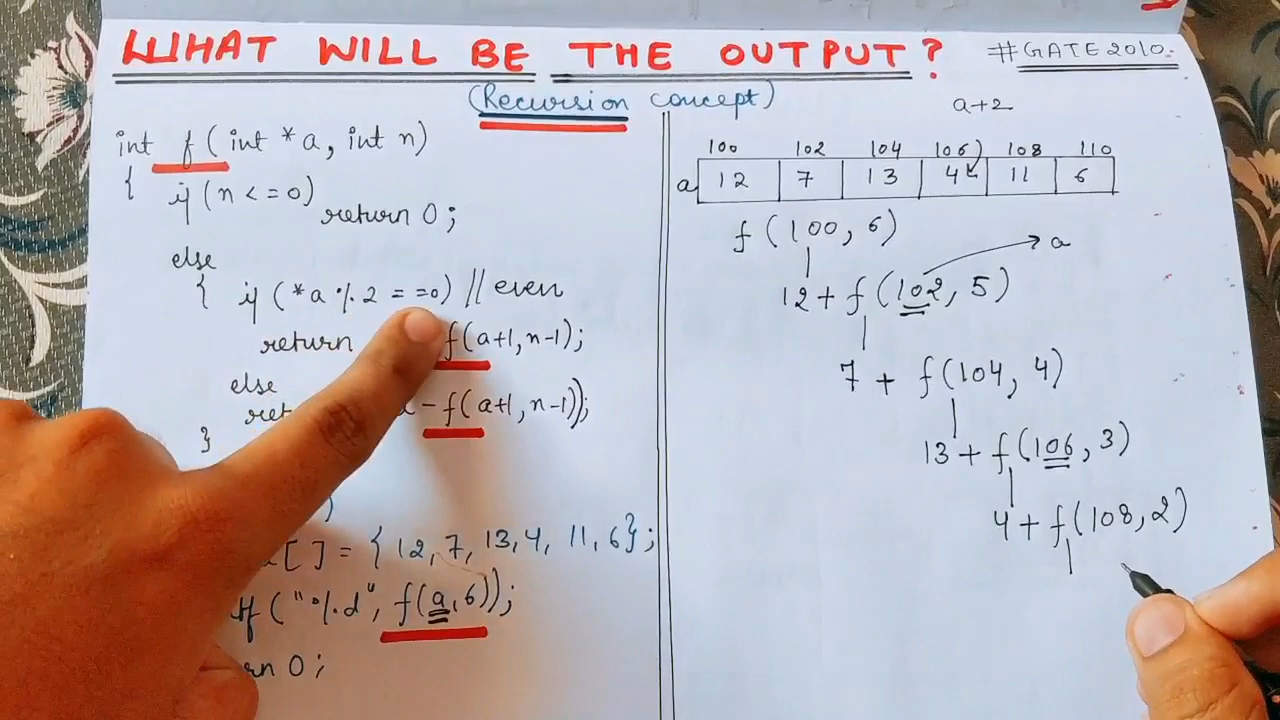 WHAT WILL BE THE OUTPUT? #GATE2010.
(Recursion concept)
int f(int *a, int n)
{ if (n <= 0)
return 0;
else
{ if (*a % 2 = =0) // even
return f(a+1, n-1);
else
- f(a+1, n-1));
}
)
[] = { 12, 7, 13, 4, 11, 6};
("%d", f(a,6));
0;
a+2
100 102 104 106 108 110
a 12 7 13 4 11 6
f(100, 6)
12 + f(102, 5) → a
7 + f(104, 4)
13 + f(106, 3)
4 + f(108, 2)